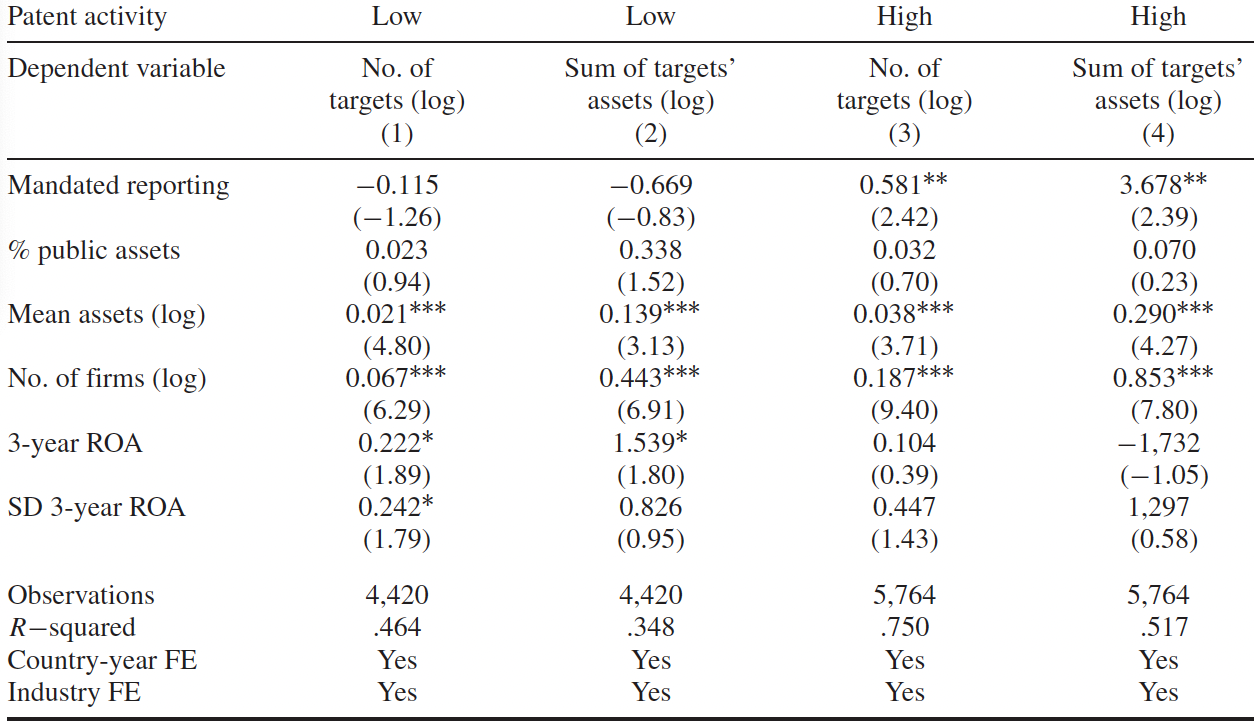 Patent activity Low Low High High
Dependent variable No. of Sum of targets’ No. of Sum of targets’
targets (log) assets (log) targets (log) assets (log)
(1) (2) (3) (4)
Mandated reporting −0.115 −0.669 0.581** 3.678**
(−1.26) (−0.83) (2.42) (2.39)
% public assets 0.023 0.338 0.032 0.070
(0.94) (1.52) (0.70) (0.23)
Mean assets (log) 0.021*** 0.139*** 0.038*** 0.290***
(4.80) (3.13) (3.71) (4.27)
No. of firms (log) 0.067*** 0.443*** 0.187*** 0.853***
(6.29) (6.91) (9.40) (7.80)
3-year ROA 0.222* 1.539* 0.104 −1,732
(1.89) (1.80) (0.39) (−1.05)
SD 3-year ROA 0.242* 0.826 0.447 1,297
(1.79) (0.95) (1.43) (0.58)
Observations 4,420 4,420 5,764 5,764
R−squared .464 .348 .750 .517
Country-year FE Yes Yes Yes Yes
Industry FE Yes Yes Yes Yes